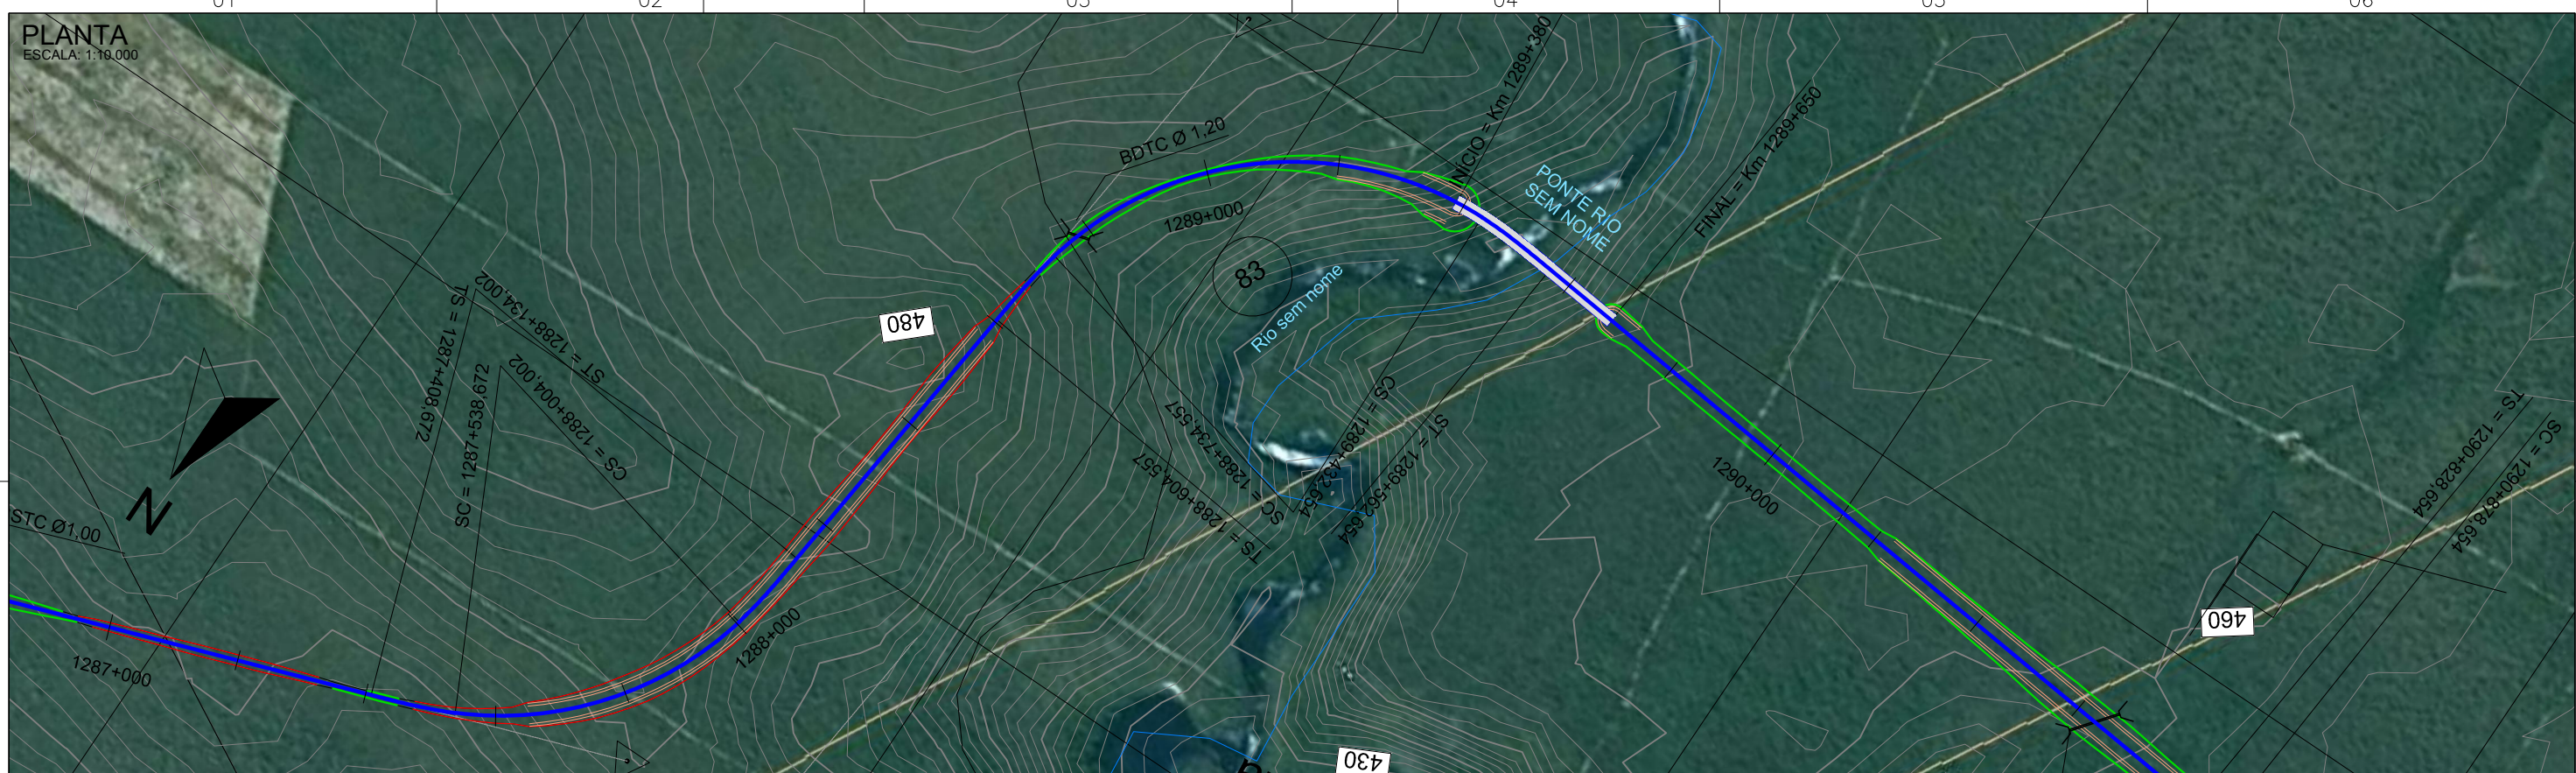 01 02 03 04 05 06
PLANTA
ESCALA: 1:10.000
INÍCIO = Km 1289+380
FINAL = Km 1289+650
BDTC Ø 1,20
PONTE RIO
SEM NOME
1289+000
83
Rio sem nome
480
TS = 1287+408,672
ST = 1288+134,002
SC = 1287+538,672
CS = 1288+004,002
N
STC Ø1,00
1287+000
1288+000
SC = 1288+734,557
TS = 1288+604,557
CS = 1289+432,654
ST = 1289+562,654
1290+000
TS = 1290+828,654
SC = 1290+878,654
460
430